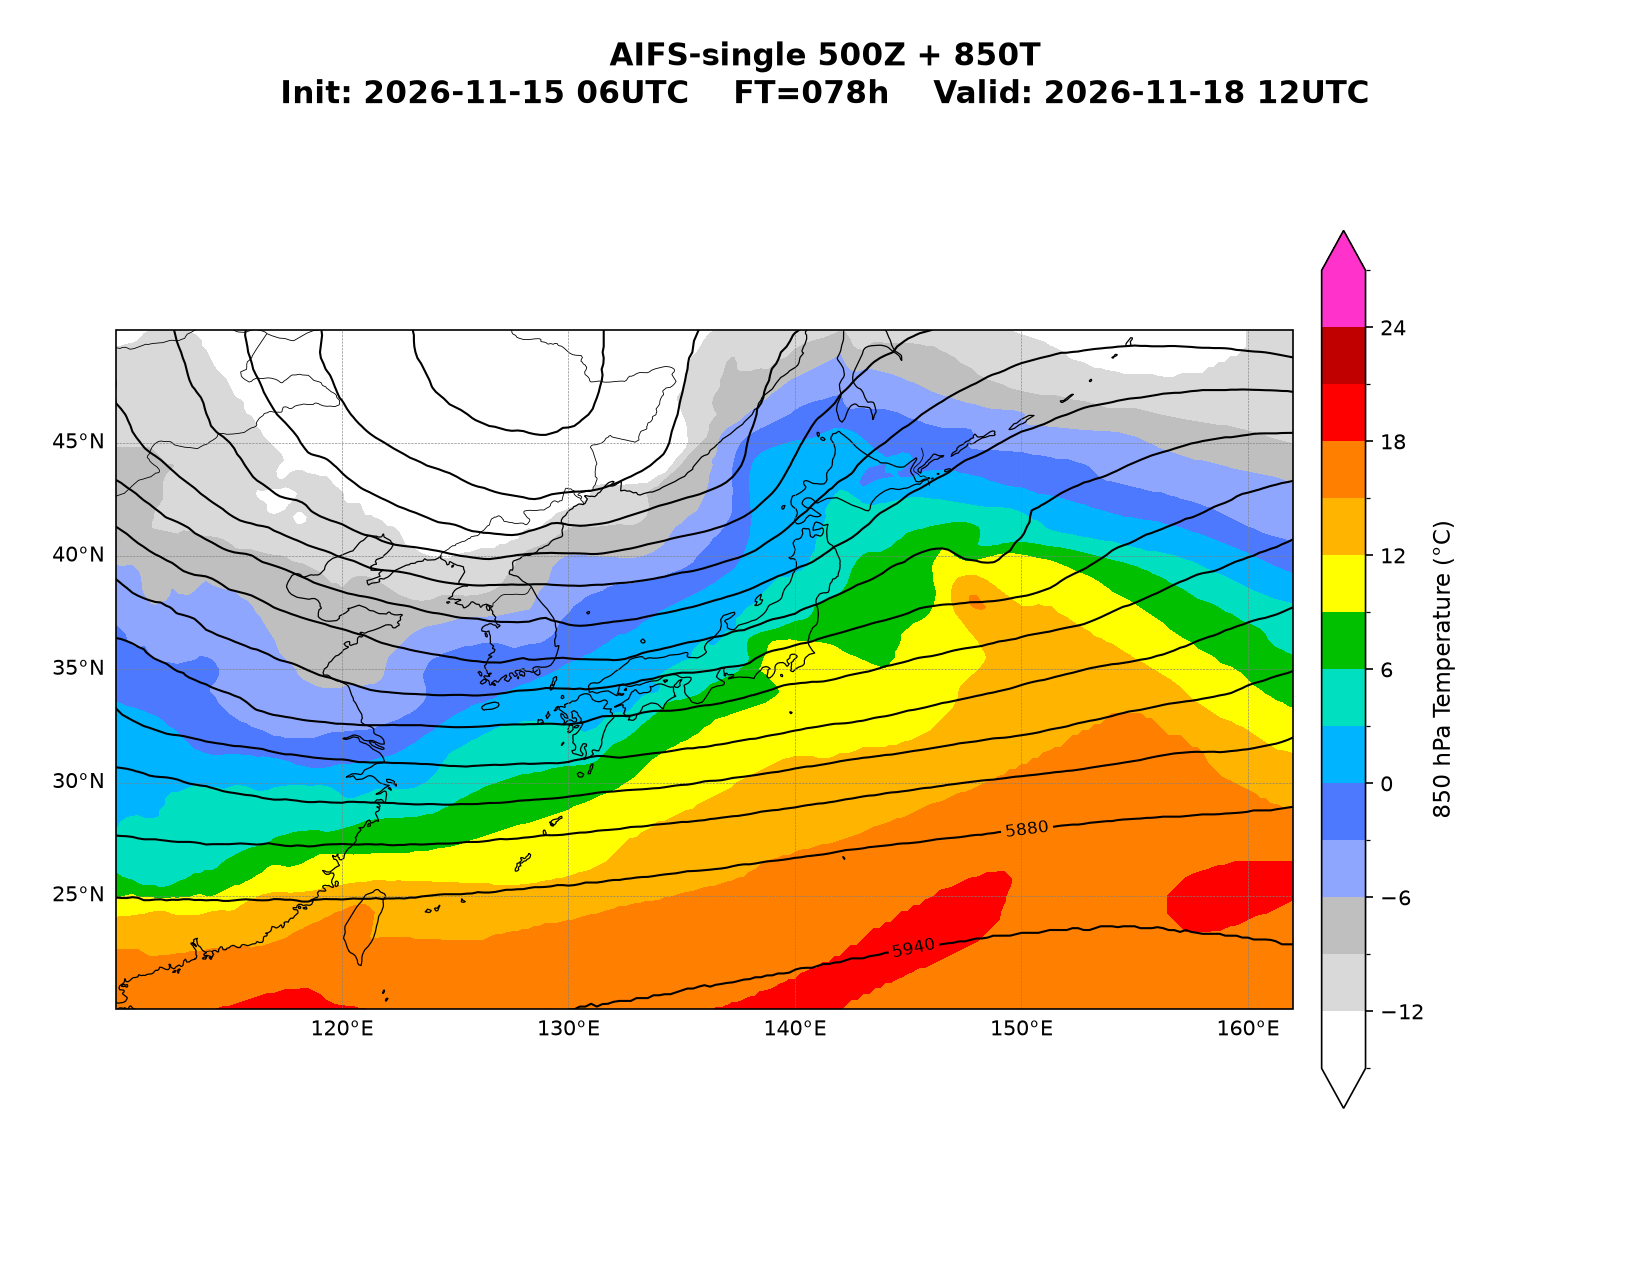 AIFS-single 500Z + 850T
Init: 2026-11-15 06UTC    FT=078h    Valid: 2026-11-18 12UTC
24
18
12
6
0
−6
−12
850 hPa Temperature (°C)
45°N
40°N
35°N
30°N
25°N
5880
5940
120°E
130°E
140°E
150°E
160°E